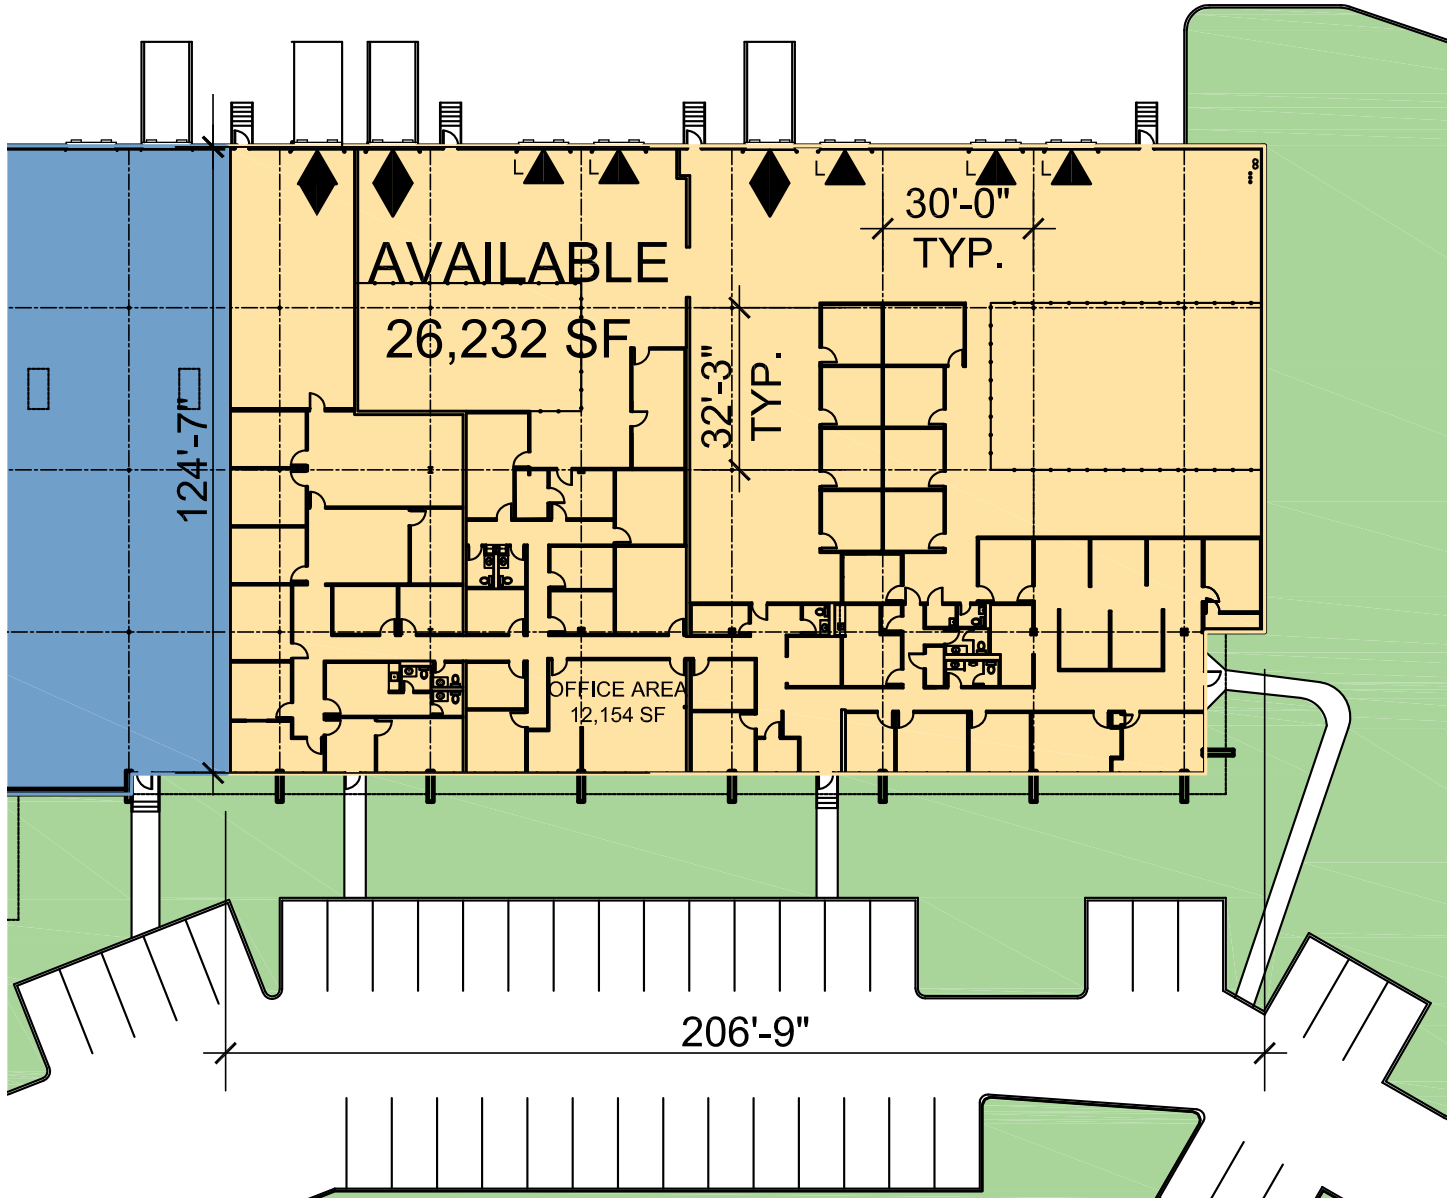 30'-0"
TYP.
AVAILABLE
26,232 SF
32'-3"
TYP.
124'-7"
OFFICE AREA
12,154 SF
206'-9"